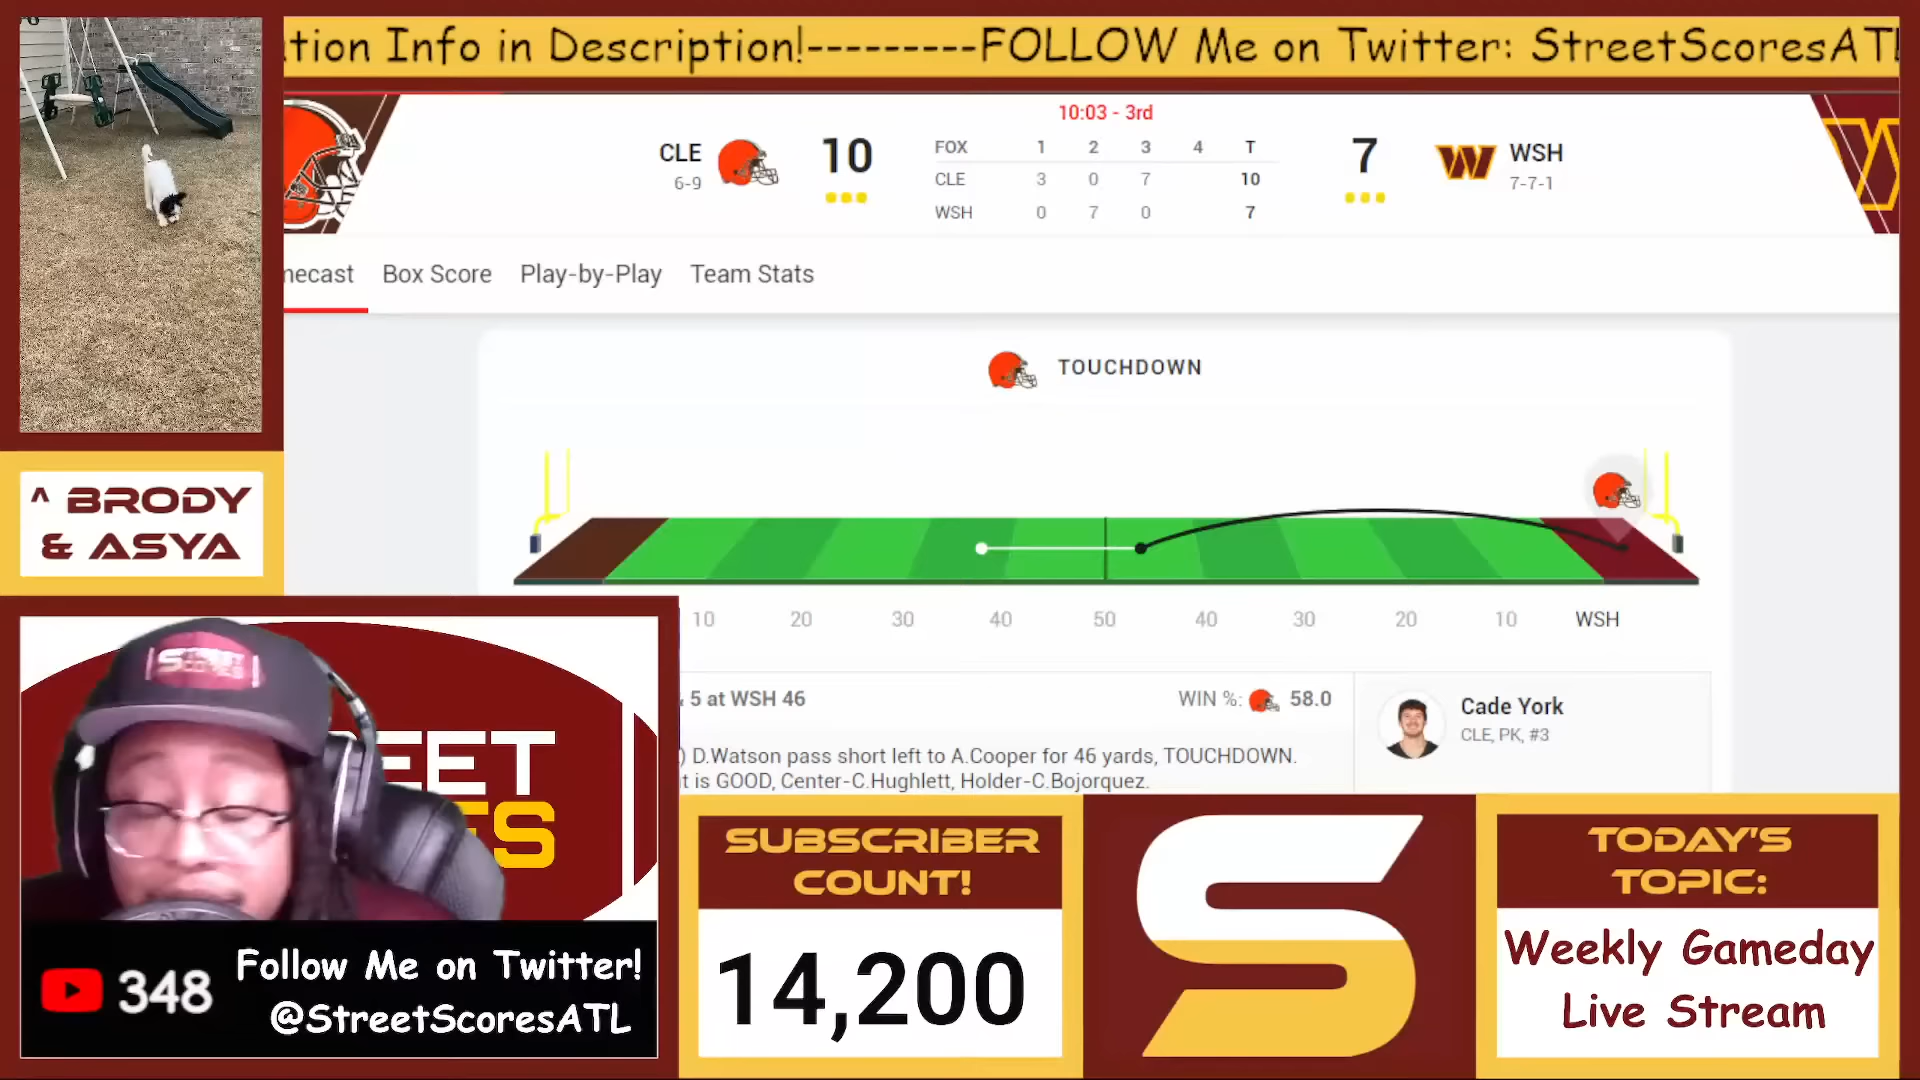 tion Info in Description!---------FOLLOW Me on Twitter: StreetScoresATL
10:03 - 3rd
CLE
6-9
10
FOX 1 2 3 4 T
CLE 3 0 7 10
WSH 0 7 0 7
7
WSH
7-7-1
W
mecast Box Score Play-by-Play Team Stats
TOUCHDOWN
10 20 30 40 50 40 30 20 10 WSH
& 5 at WSH 46
WIN %: 58.0
) D.Watson pass short left to A.Cooper for 46 yards, TOUCHDOWN.
t is GOOD, Center-C.Hughlett, Holder-C.Bojorquez.
Cade York
CLE, PK, #3
^ BRODY
& ASYA
STREET
EET
ES
348
Follow Me on Twitter!
@StreetScoresATL
SUBSCRIBER
COUNT!
14,200
S
TODAY'S
TOPIC:
Weekly Gameday
Live Stream